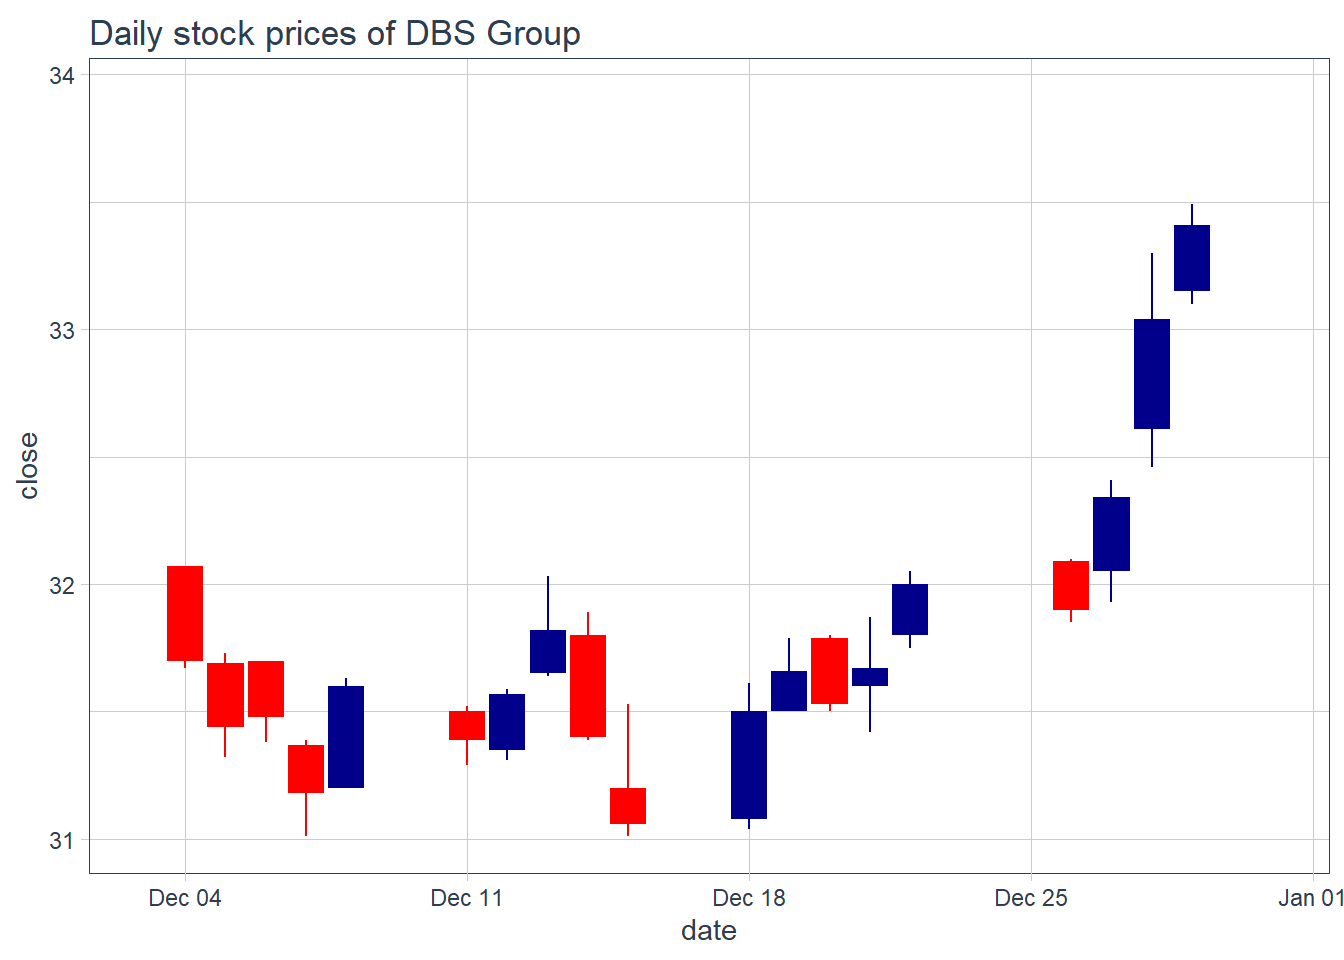 Daily stock prices of DBS Group
34
33
32
31
close
Dec 04 Dec 11 Dec 18 Dec 25 Jan 01
date